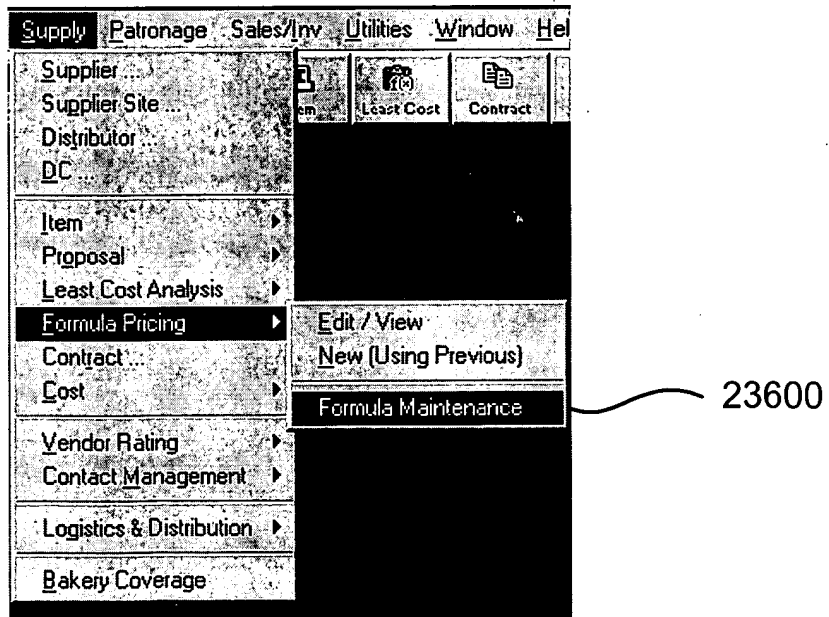 Supply Patronage Sales/Inv Utilities Window Hel
Supplier ...
Supplier Site ...
Distributor ...
DC ...
em Least Cost Contract
Item
Proposal
Least Cost Analysis
Formula Pricing
Edit / View
New (Using Previous)
Formula Maintenance
Contract ...
Cost
Vendor Rating
Contact Management
Logistics & Distribution
Bakery Coverage
23600